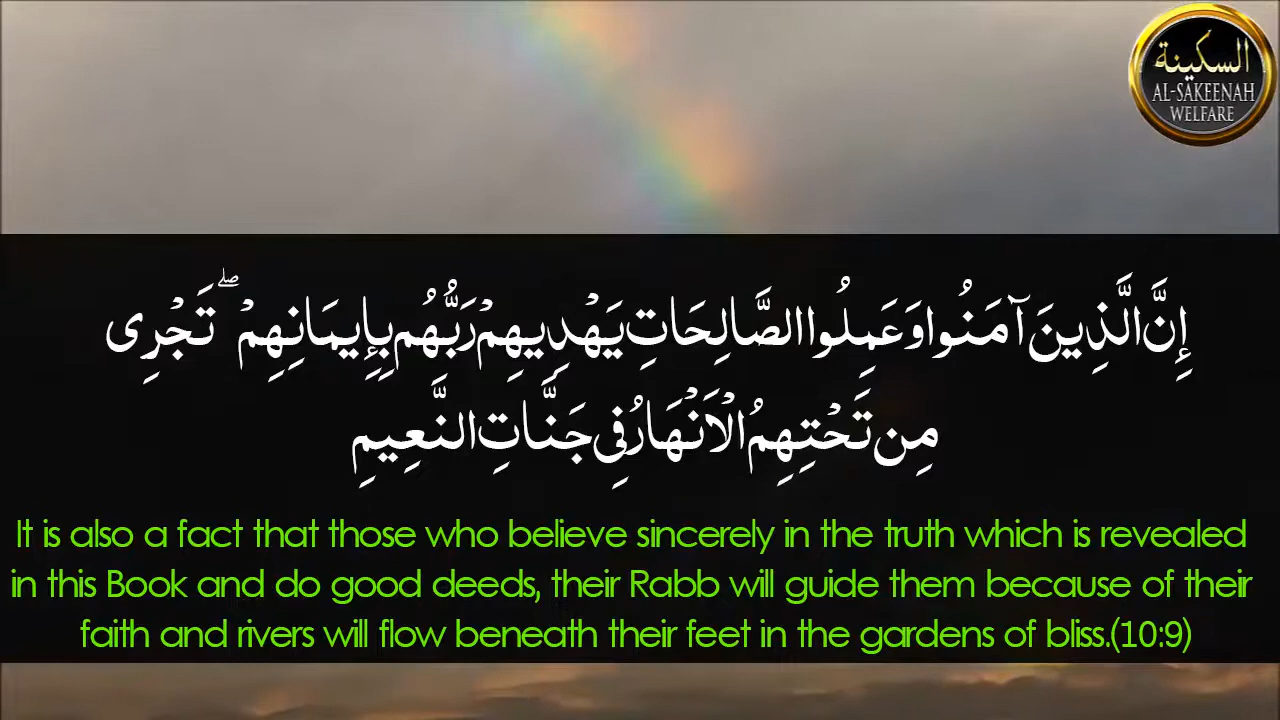 السكينة
AL-SAKEENAH
WELFARE
إِنَّ الَّذِينَ آمَنُوا وَعَمِلُوا الصَّالِحَاتِ يَهْدِيهِمْ رَبُّهُم بِإِيمَانِهِمْ ۖ تَجْرِى
مِن تَحْتِهِمُ الْأَنْهَارُ فِى جَنَّاتِ النَّعِيمِ
It is also a fact that those who believe sincerely in the truth which is revealed
in this Book and do good deeds, their Rabb will guide them because of their
faith and rivers will flow beneath their feet in the gardens of bliss.(10:9)